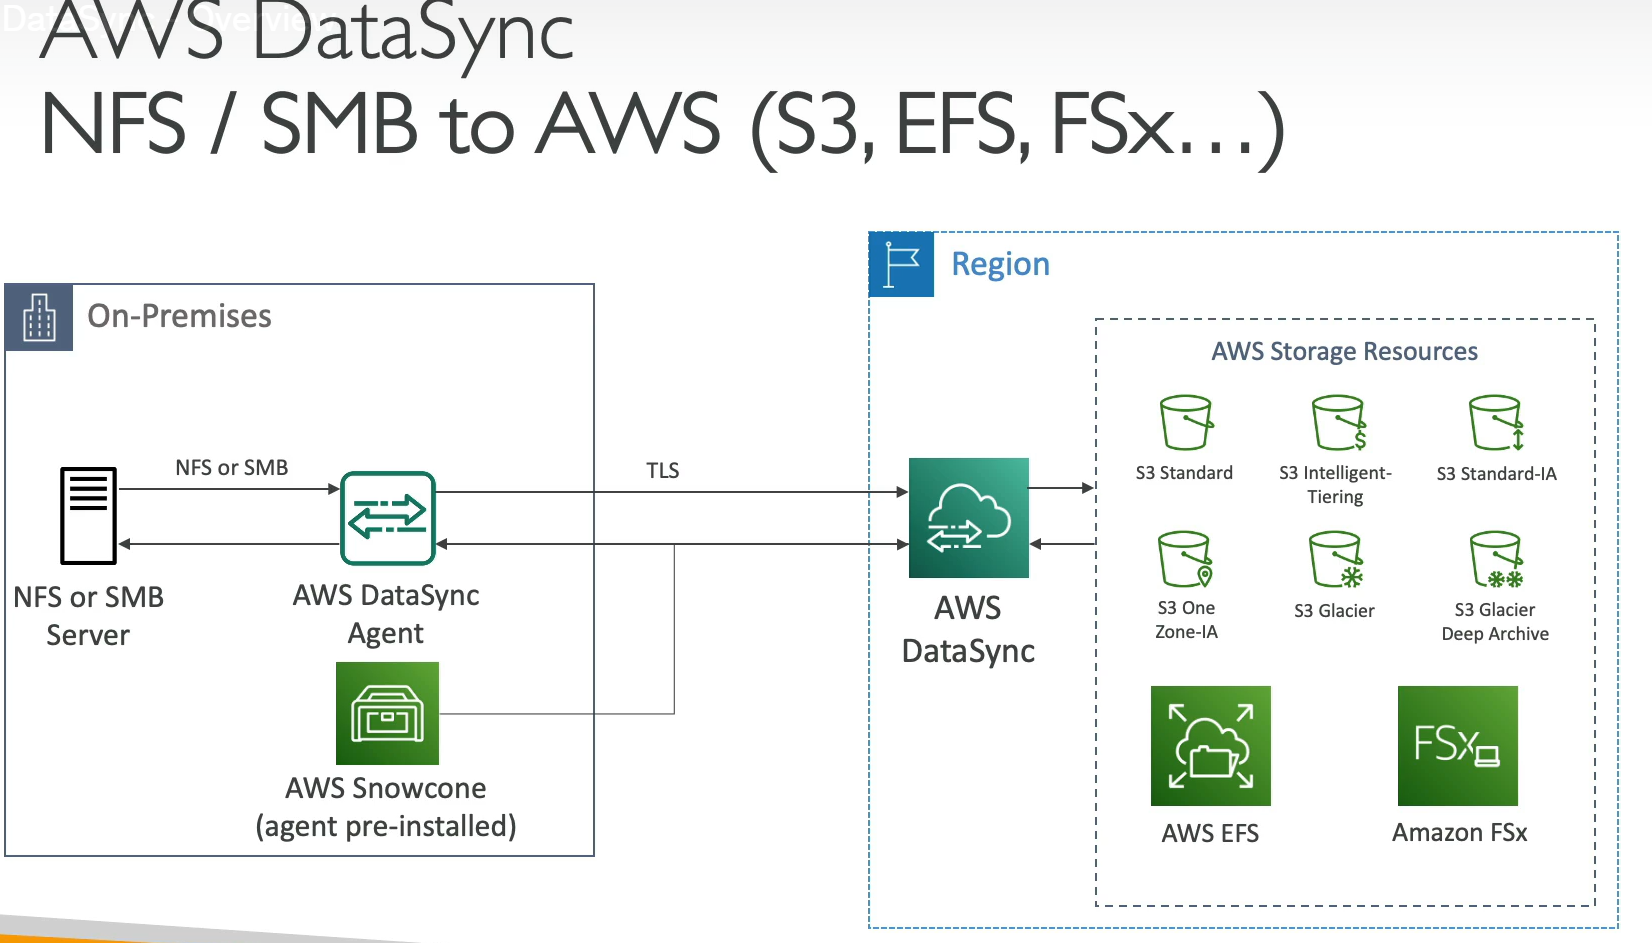 DataSync - Overview
AWS DataSync
NFS / SMB to AWS (S3, EFS, FSx…)
Region
On-Premises
AWS Storage Resources
S3 Standard
S3 Intelligent-
Tiering
S3 Standard-IA
NFS or SMB
TLS
S3 One
Zone-IA
S3 Glacier
S3 Glacier
Deep Archive
NFS or SMB
Server
AWS DataSync
Agent
AWS
DataSync
AWS Snowcone
(agent pre-installed)
FSx
AWS EFS
Amazon FSx